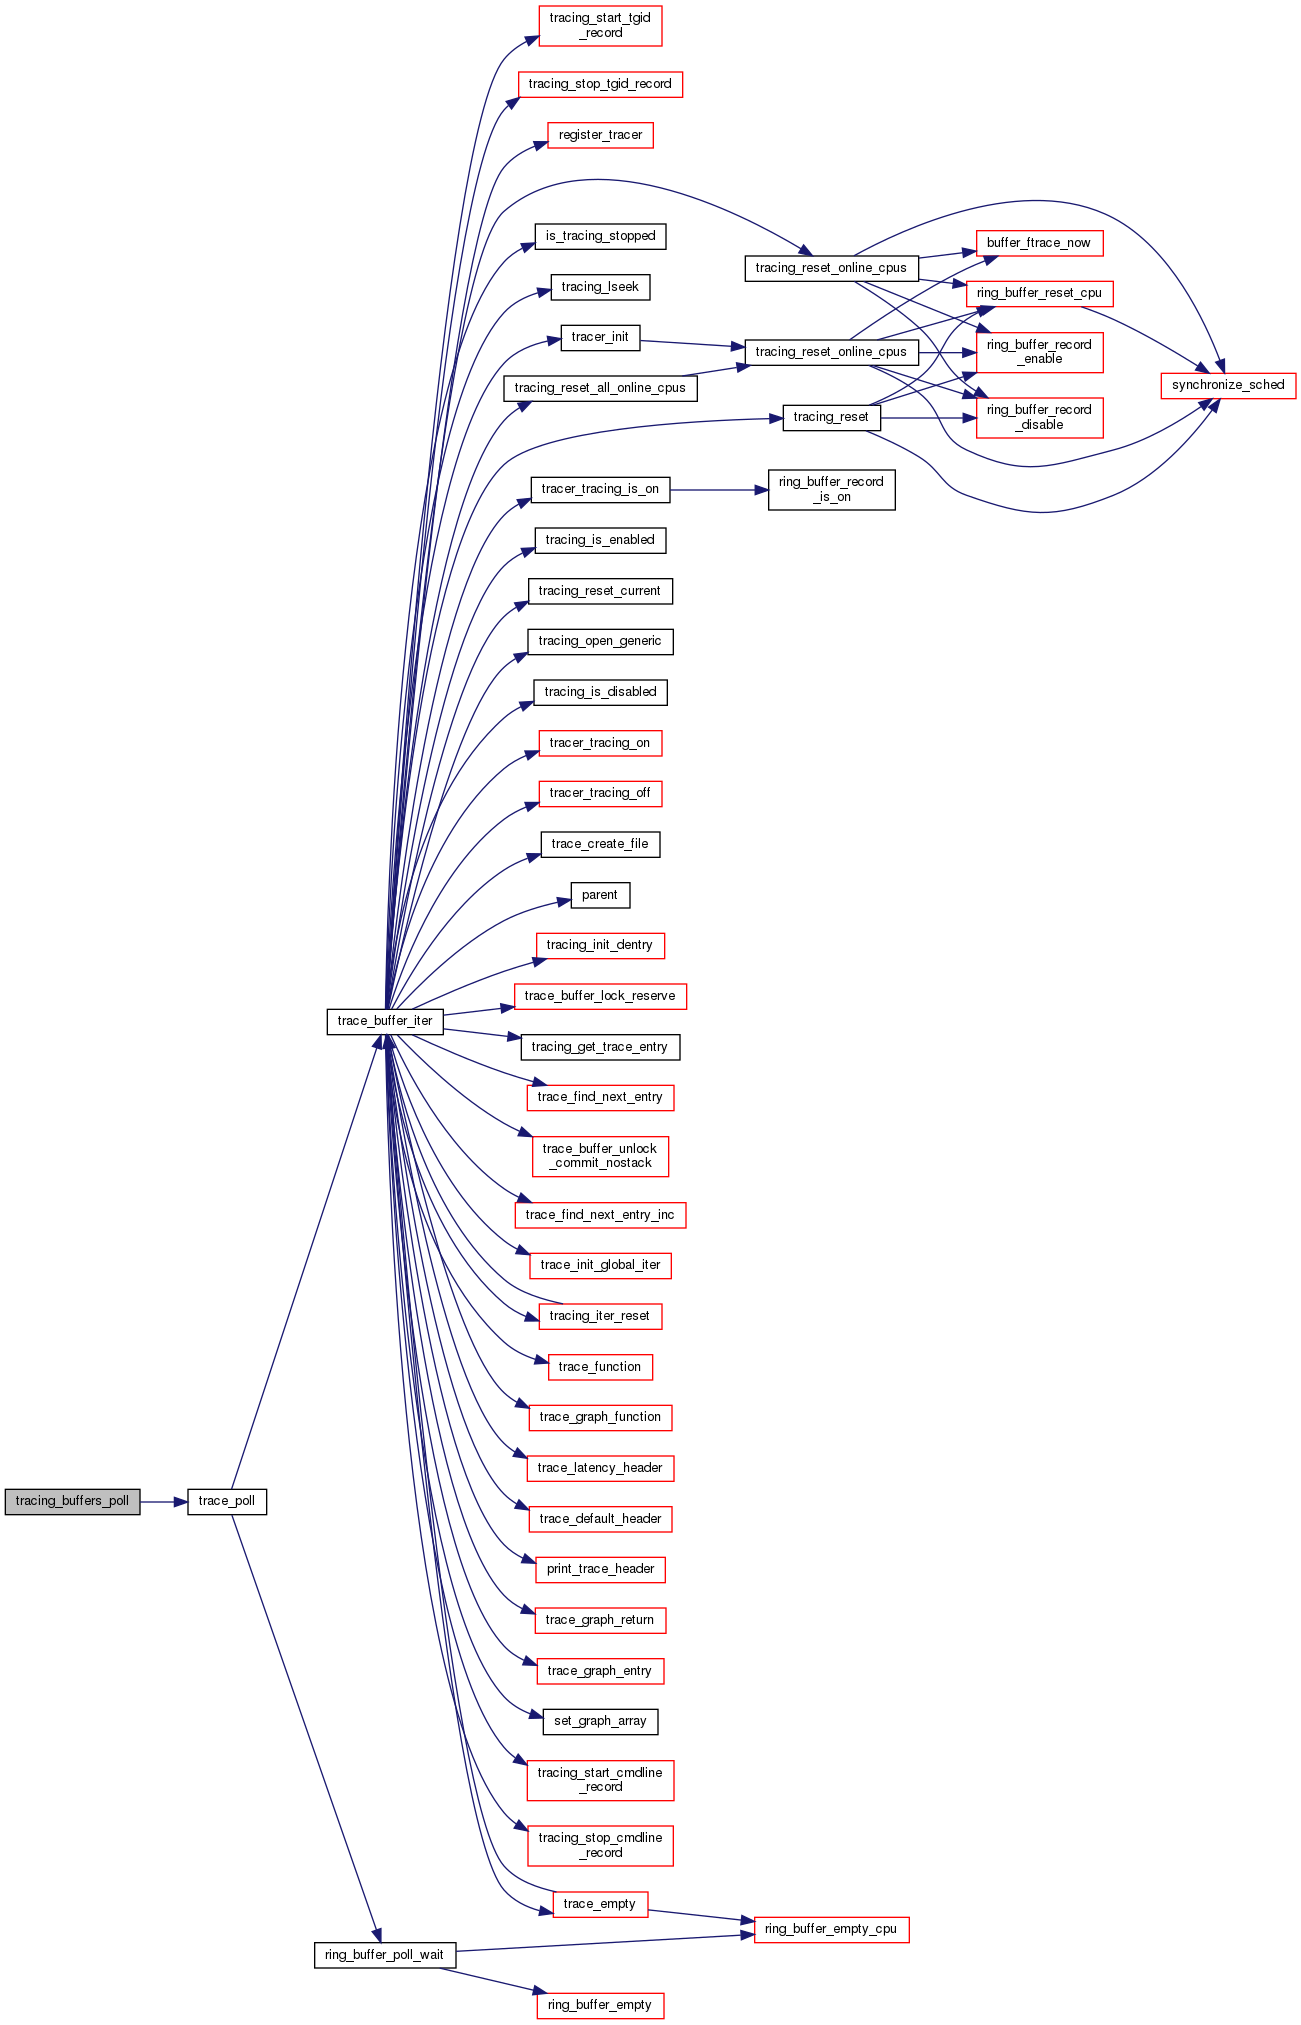 tracing_start_tgid
_record
tracing_stop_tgid_record
register_tracer
is_tracing_stopped
buffer_ftrace_now
tracing_reset_online_cpus
tracing_lseek
ring_buffer_reset_cpu
tracer_init
tracing_reset_online_cpus
ring_buffer_record
_enable
tracing_reset_all_online_cpus
synchronize_sched
tracing_reset
ring_buffer_record
_disable
tracer_tracing_is_on
ring_buffer_record
_is_on
tracing_is_enabled
tracing_reset_current
tracing_open_generic
tracing_is_disabled
tracer_tracing_on
tracer_tracing_off
trace_create_file
parent
tracing_init_dentry
trace_buffer_lock_reserve
trace_buffer_iter
tracing_get_trace_entry
trace_find_next_entry
trace_buffer_unlock
_commit_nostack
trace_find_next_entry_inc
trace_init_global_iter
tracing_iter_reset
trace_function
trace_graph_function
trace_latency_header
tracing_buffers_poll
trace_poll
trace_default_header
print_trace_header
trace_graph_return
trace_graph_entry
set_graph_array
tracing_start_cmdline
_record
tracing_stop_cmdline
_record
trace_empty
ring_buffer_empty_cpu
ring_buffer_poll_wait
ring_buffer_empty